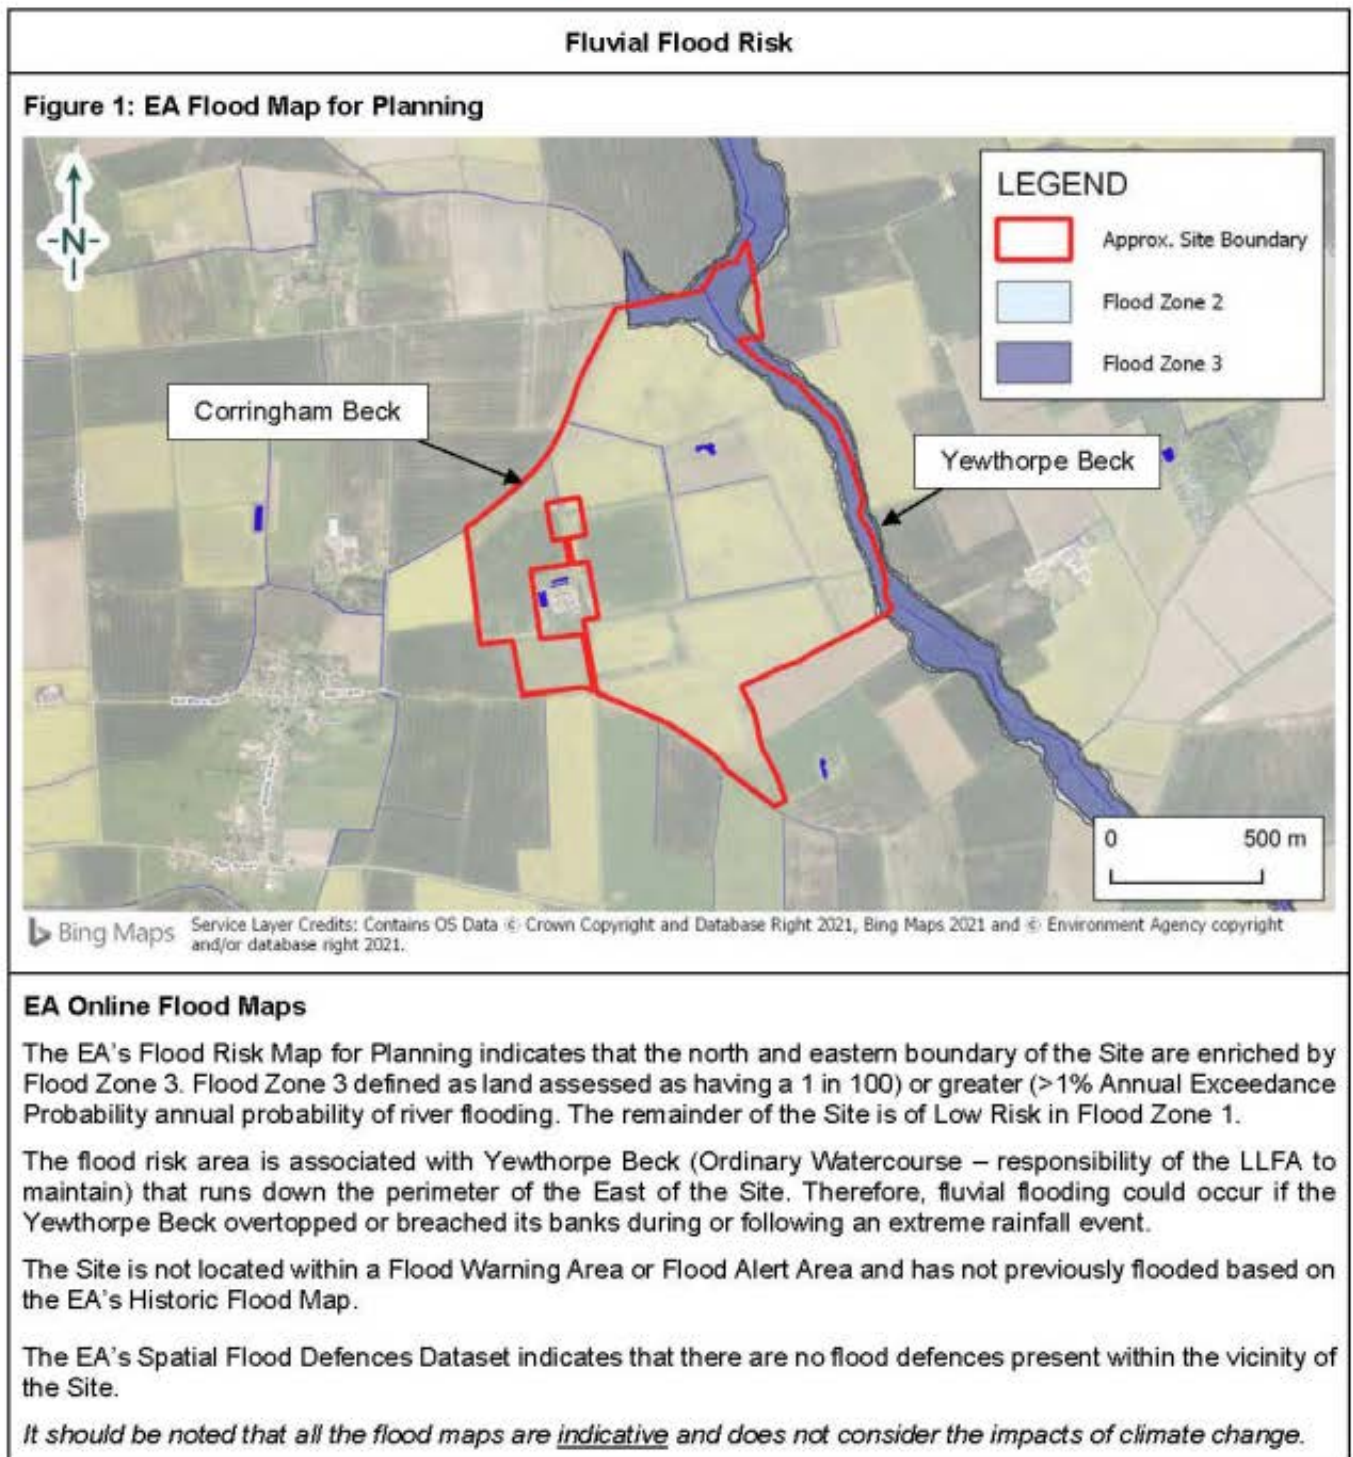 Fluvial Flood Risk
Figure 1: EA Flood Map for Planning
-N-
LEGEND
Approx. Site Boundary
Flood Zone 2
Flood Zone 3
Corringham Beck
Yewthorpe Beck
0 500 m
Bing Maps
Service Layer Credits: Contains OS Data © Crown Copyright and Database Right 2021, Bing Maps 2021 and © Environment Agency copyright
and/or database right 2021.
EA Online Flood Maps
The EA's Flood Risk Map for Planning indicates that the north and eastern boundary of the Site are enriched by
Flood Zone 3. Flood Zone 3 defined as land assessed as having a 1 in 100) or greater (>1% Annual Exceedance
Probability annual probability of river flooding. The remainder of the Site is of Low Risk in Flood Zone 1.
The flood risk area is associated with Yewthorpe Beck (Ordinary Watercourse – responsibility of the LLFA to
maintain) that runs down the perimeter of the East of the Site. Therefore, fluvial flooding could occur if the
Yewthorpe Beck overtopped or breached its banks during or following an extreme rainfall event.
The Site is not located within a Flood Warning Area or Flood Alert Area and has not previously flooded based on
the EA's Historic Flood Map.
The EA's Spatial Flood Defences Dataset indicates that there are no flood defences present within the vicinity of
the Site.
It should be noted that all the flood maps are indicative and does not consider the impacts of climate change.